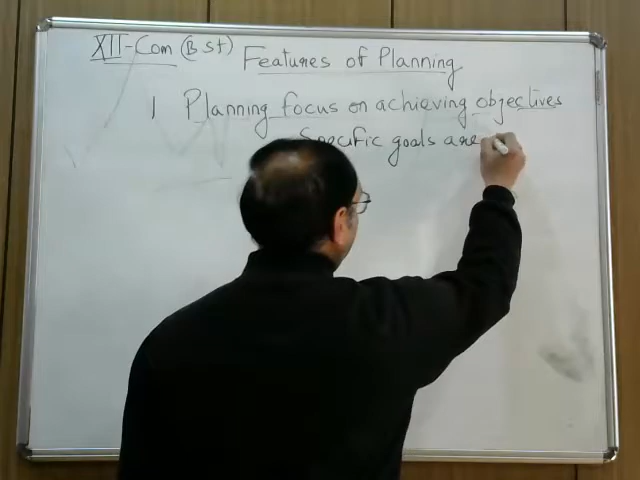 XII-Com (B st) Features of Planning
1 Planning focus on achieving objectives
Specific goals are